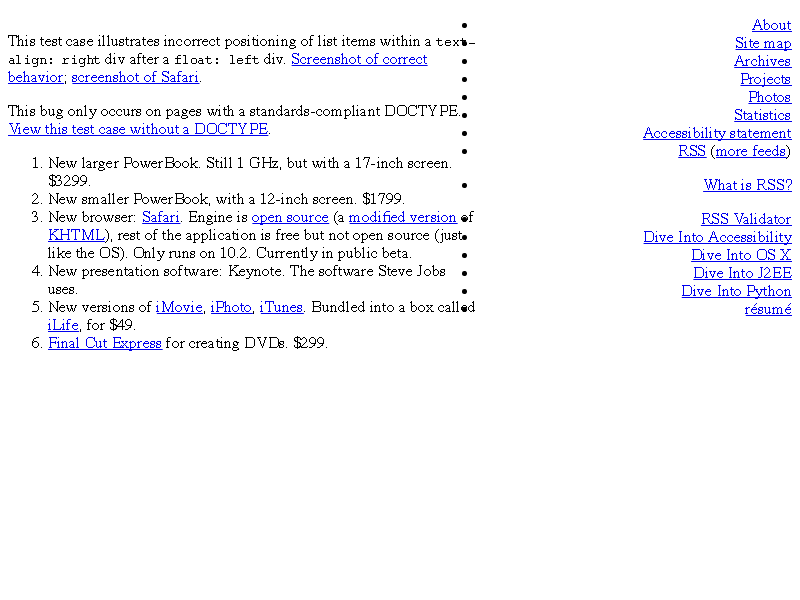 This test case illustrates incorrect positioning of list items within a text-
align: right div after a float: left div. Screenshot of correct
behavior; screenshot of Safari.
This bug only occurs on pages with a standards-compliant DOCTYPE.
View this test case without a DOCTYPE.
1. New larger PowerBook. Still 1 GHz, but with a 17-inch screen.
$3299.
2. New smaller PowerBook, with a 12-inch screen. $1799.
3. New browser: Safari. Engine is open source (a modified version of
KHTML), rest of the application is free but not open source (just
like the OS). Only runs on 10.2. Currently in public beta.
4. New presentation software: Keynote. The software Steve Jobs
uses.
5. New versions of iMovie, iPhoto, iTunes. Bundled into a box called
iLife, for $49.
6. Final Cut Express for creating DVDs. $299.
About
Site map
Archives
Projects
Photos
Statistics
Accessibility statement
RSS (more feeds)
What is RSS?
RSS Validator
Dive Into Accessibility
Dive Into OS X
Dive Into J2EE
Dive Into Python
résumé